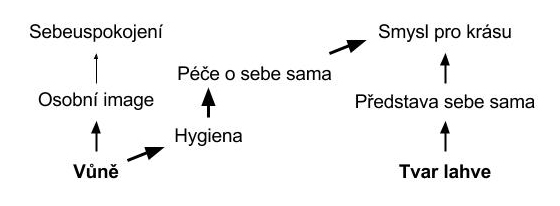 Sebeuspokojení
Smysl pro krásu
Péče o sebe sama
Osobní image
Představa sebe sama
Hygiena
Vůně
Tvar lahve